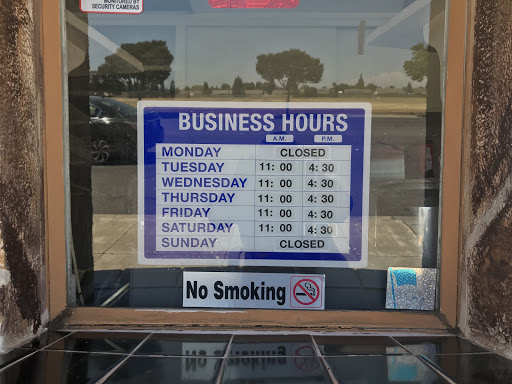 MONITORED BY
SECURITY CAMERAS
BUSINESS HOURS
A.M. P.M.
MONDAY CLOSED
TUESDAY 11:00 4:30
WEDNESDAY 11:00 4:30
THURSDAY 11:00 4:30
FRIDAY 11:00 4:30
SATURDAY 11:00 4:30
SUNDAY CLOSED
No Smoking